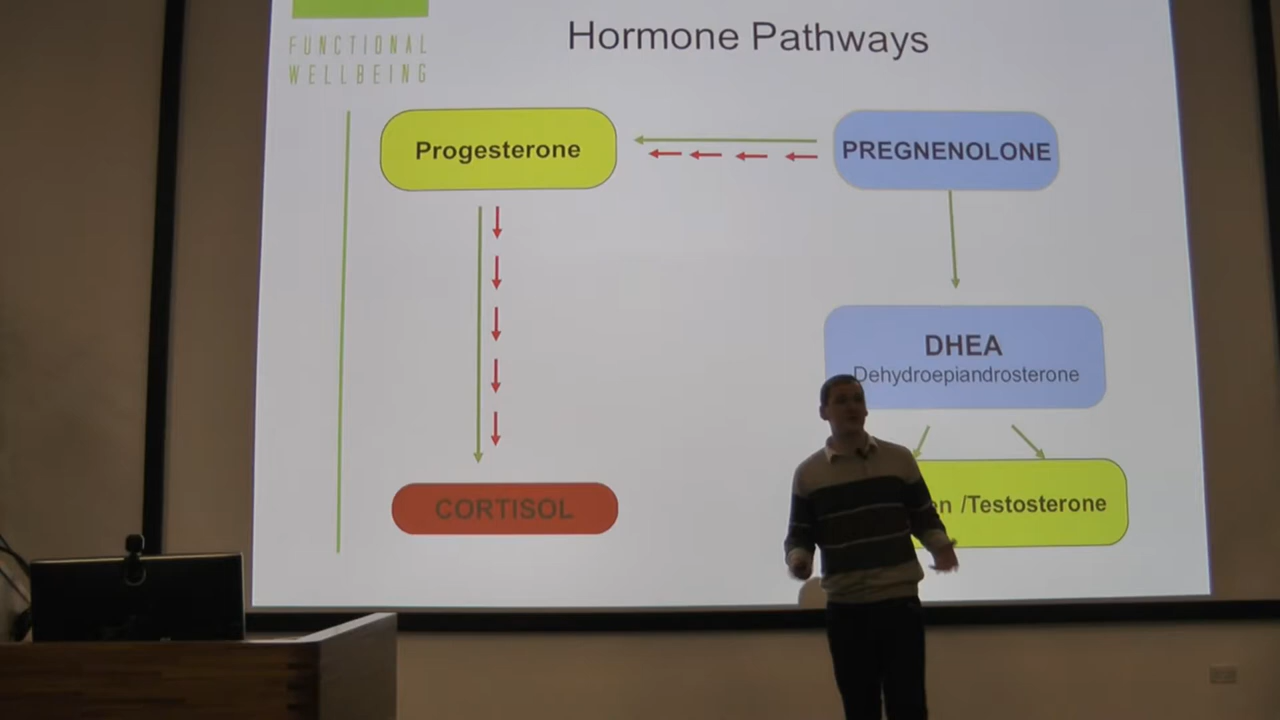 FUNCTIONAL
WELLBEING
Hormone Pathways
Progesterone
PREGNENOLONE
DHEA
Dehydroepiandrosterone
CORTISOL
/Testosterone